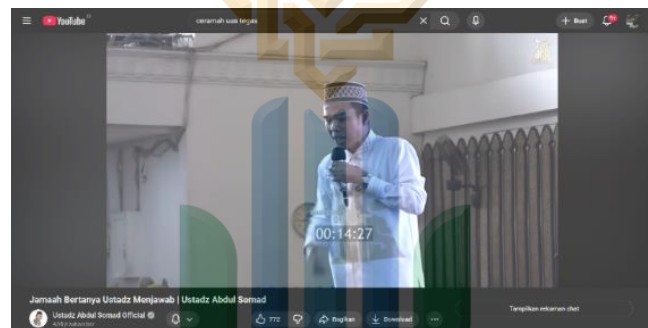 YouTube
ceramah uas tegas
Buat
00:14:27
Jamaah Bertanya Ustadz Menjawab | Ustadz Abdul Somad
Ustadz Abdul Somad Official
772
Bagikan
Download
Tampilkan rekaman chat